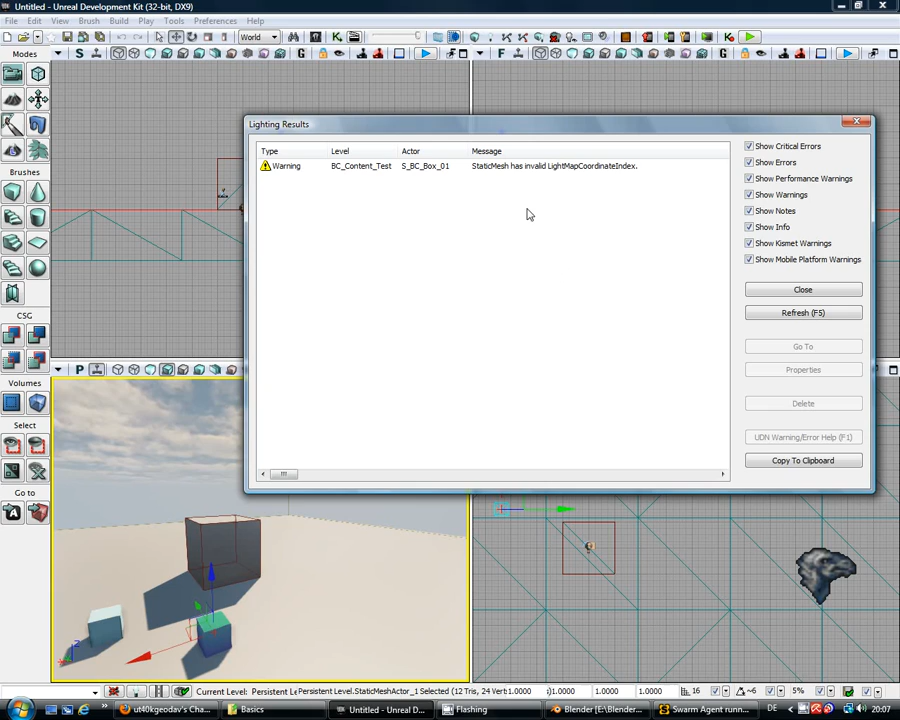 Untitled - Unreal Development Kit (32-bit, DX9)
File Edit View Brush Build Play Tools Preferences Help
World
Modes
S
F
G
G
Lighting Results
Type Level Actor Message
Warning BC_Content_Test S_BC_Box_01 StaticMesh has invalid LightMapCoordinateIndex.
Show Critical Errors
Show Errors
Show Performance Warnings
Show Warnings
Show Notes
Show Info
Show Kismet Warnings
Show Mobile Platform Warnings
Close
Refresh (F5)
Go To
Properties
Delete
UDN Warning/Error Help (F1)
Copy To Clipboard
Brushes
CSG
Volumes
Select
Go to
P
Z
Current Level: Persistent Le
Persistent Level.StaticMeshActor_1 Selected (12 Tris, 24 Vert
1.0000
1.0000 1.0000 1.0000
16
6
5%
ut40kgeodav's Cha...
Basics
Untitled - Unreal D...
Flashing
Blender [E:\Blender...
Swarm Agent runn...
DE
20:07